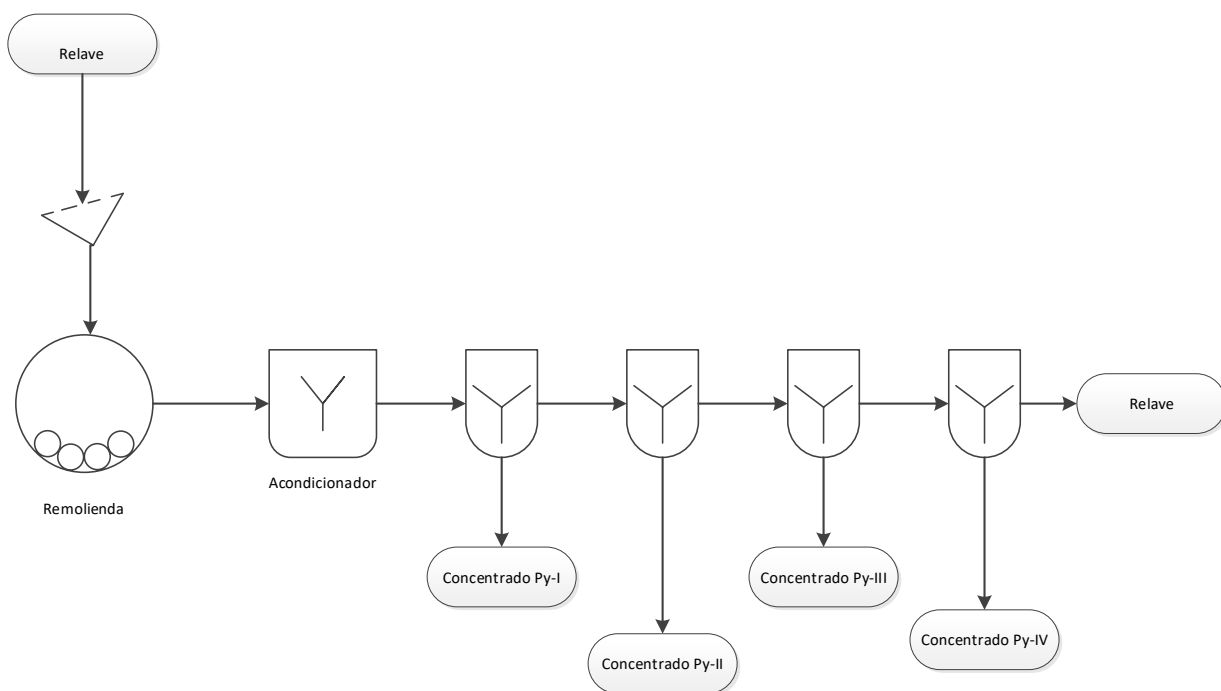 Relave
Remolienda
Acondicionador
Relave
Concentrado Py-I
Concentrado Py-II
Concentrado Py-III
Concentrado Py-IV